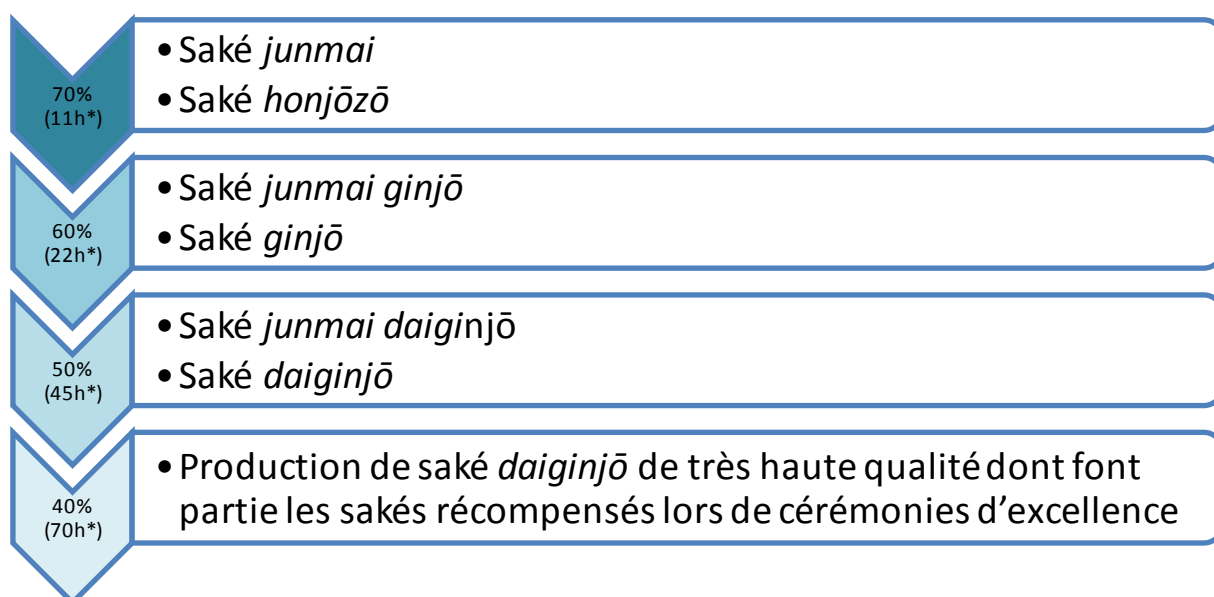 70%
(11h*)
• Saké junmai
• Saké honjōzō
60%
(22h*)
• Saké junmai ginjō
• Saké ginjō
50%
(45h*)
• Saké junmai daiginjō
• Saké daiginjō
40%
(70h*)
• Production de saké daiginjō de très haute qualité dont font
partie les sakés récompensés lors de cérémonies d’excellence